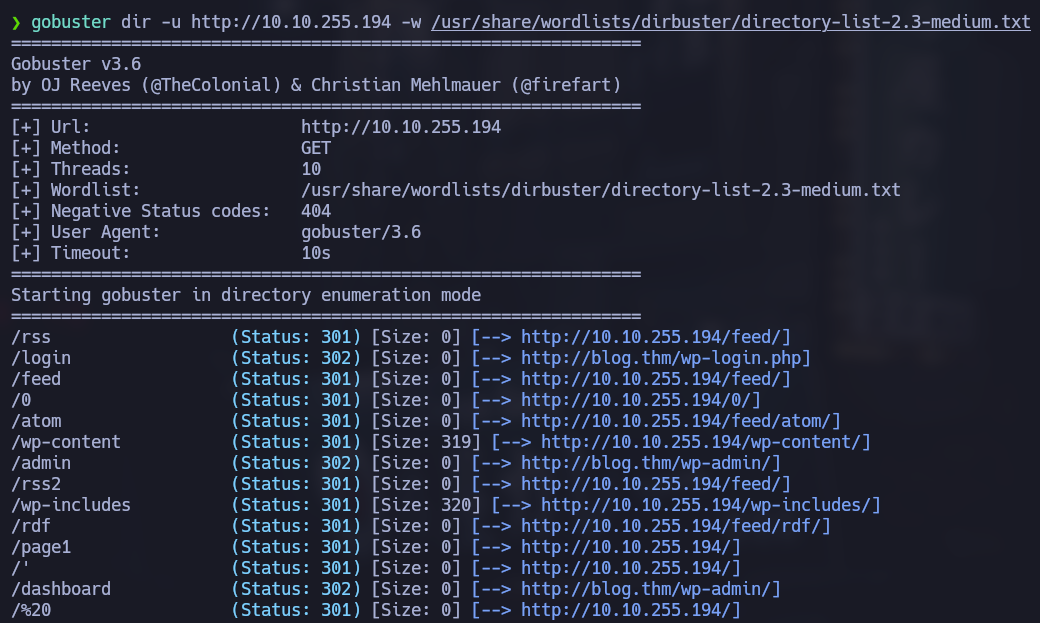 ❯ gobuster dir -u http://10.10.255.194 -w /usr/share/wordlists/dirbuster/directory-list-2.3-medium.txt
===============================================================
Gobuster v3.6
by OJ Reeves (@TheColonial) & Christian Mehlmauer (@firefart)
===============================================================
[+] Url:                     http://10.10.255.194
[+] Method:                  GET
[+] Threads:                 10
[+] Wordlist:                /usr/share/wordlists/dirbuster/directory-list-2.3-medium.txt
[+] Negative Status codes:   404
[+] User Agent:              gobuster/3.6
[+] Timeout:                 10s
===============================================================
Starting gobuster in directory enumeration mode
===============================================================
/rss                  (Status: 301) [Size: 0] [--> http://10.10.255.194/feed/]
/login                (Status: 302) [Size: 0] [--> http://blog.thm/wp-login.php]
/feed                 (Status: 301) [Size: 0] [--> http://10.10.255.194/feed/]
/0                    (Status: 301) [Size: 0] [--> http://10.10.255.194/0/]
/atom                 (Status: 301) [Size: 0] [--> http://10.10.255.194/feed/atom/]
/wp-content           (Status: 301) [Size: 319] [--> http://10.10.255.194/wp-content/]
/admin                (Status: 302) [Size: 0] [--> http://blog.thm/wp-admin/]
/rss2                 (Status: 301) [Size: 0] [--> http://10.10.255.194/feed/]
/wp-includes          (Status: 301) [Size: 320] [--> http://10.10.255.194/wp-includes/]
/rdf                  (Status: 301) [Size: 0] [--> http://10.10.255.194/feed/rdf/]
/page1                (Status: 301) [Size: 0] [--> http://10.10.255.194/]
/'                    (Status: 301) [Size: 0] [--> http://10.10.255.194/]
/dashboard            (Status: 302) [Size: 0] [--> http://blog.thm/wp-admin/]
/%20                  (Status: 301) [Size: 0] [--> http://10.10.255.194/]